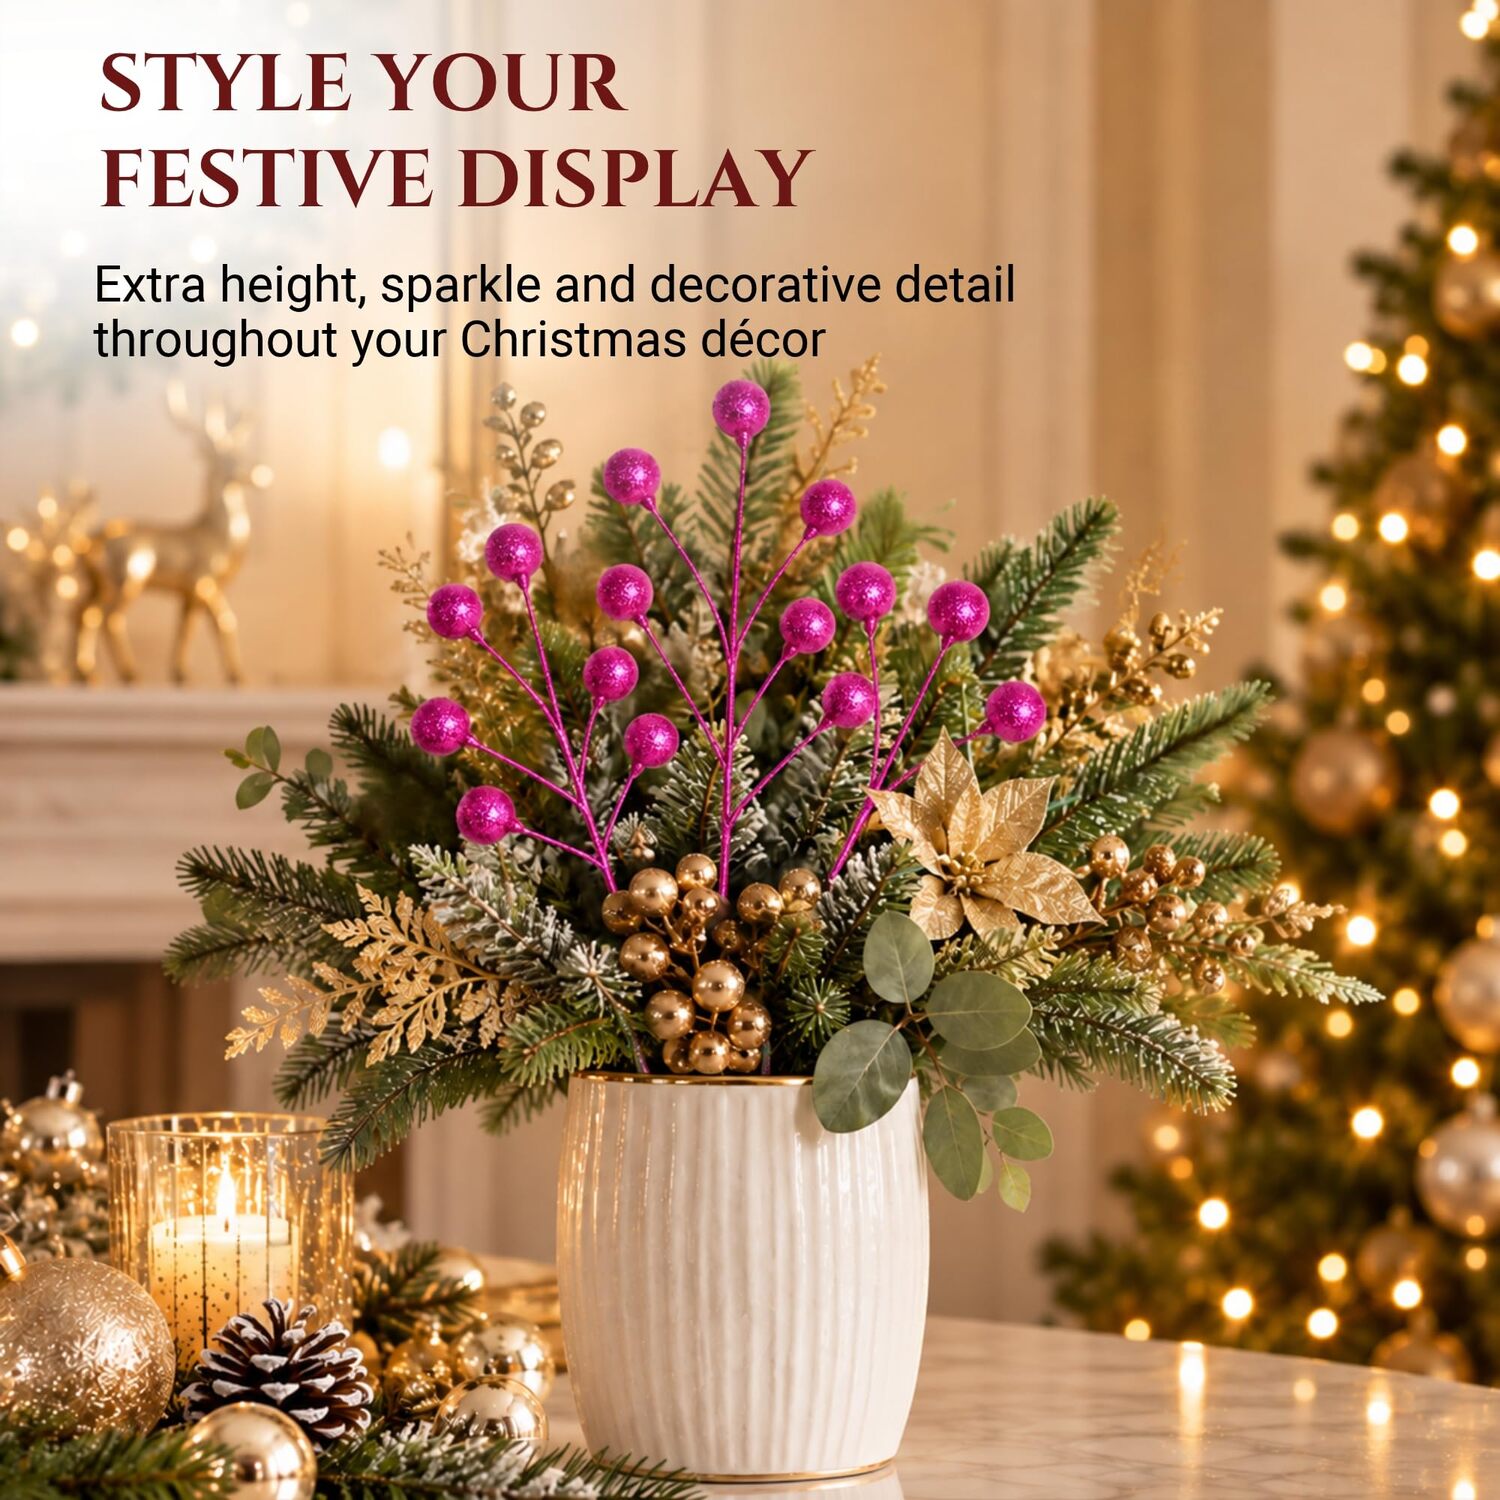 STYLE YOUR
FESTIVE DISPLAY
Extra height, sparkle and decorative detail
throughout your Christmas décor